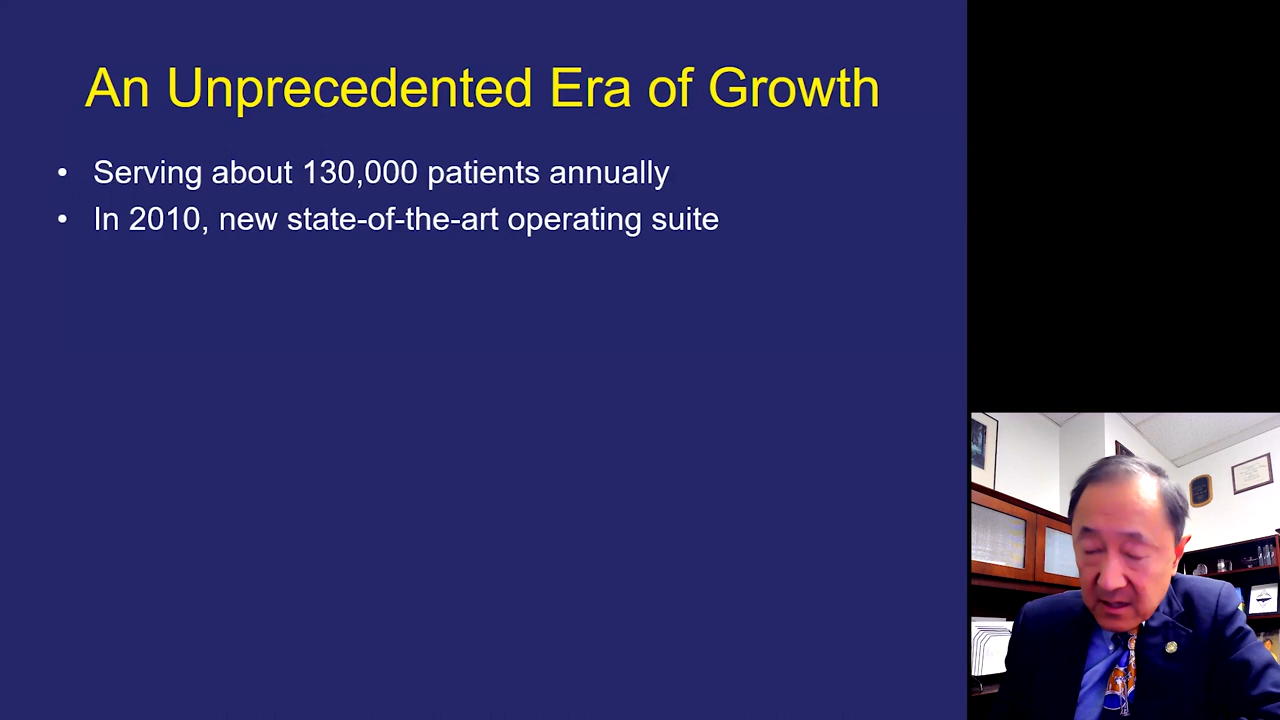 An Unprecedented Era of Growth
• Serving about 130,000 patients annually
• In 2010, new state-of-the-art operating suite